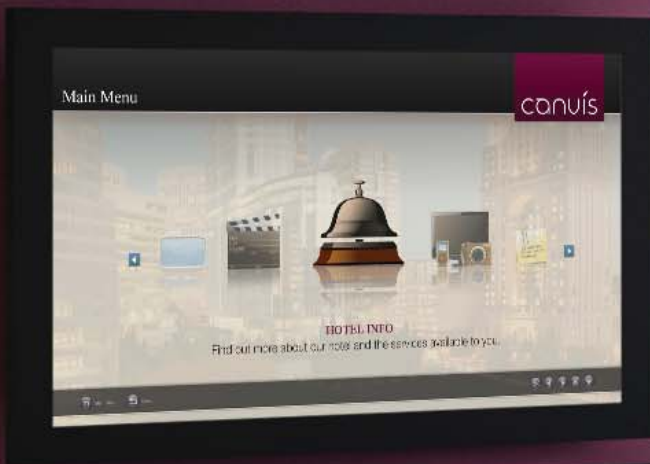 Main Menu
canvis
HOTEL INFO
Find out more about our hotel and the services available to you.